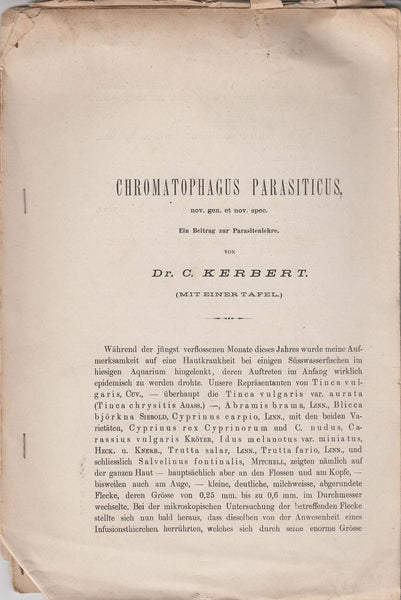 CHROMATOPHAGUS PARASITICUS,
nov. gen. et nov. spec.
Ein Beitrag zur Parasitenlehre.
VON
Dr. C. KERBERT.
(MIT EINER TAFEL.)
Während der jüngst verflossenen Monate dieses Jahres wurde meine Auf-
merksamkeit auf eine Hautkrankheit bei einigen Süsswasserfischen im
hiesigen Aquarium hingelenkt, deren Auftreten im Anfang wirklich
epidemisch zu werden drohte. Unsere Repräsentanten von Tinca vul-
garis, CUV., — überhaupt die Tinca vulgaris var. aurata
(Tinca chrysitis AGASS.) —, Abramis brama, LINN., Blicca
björkna SIEBOLD, Cyprinus carpio, LINN., mit den beiden Va-
rietäten, Cyprinus rex Cyprinorum und C. nudus, Ca-
rassius vulgaris KRÖYER, Idus melanotus var. miniatus,
HECK. u. KNERR., Trutta salar, LINN., Trutta fario, LINN., und
schliesslich Salvelinus fontinalis, MITCHELL, zeigten nämlich auf
der ganzen Haut — hauptsächlich aber an den Flossen und am Kopfe, —
bisweilen auch am Auge, — kleine, deutliche, milchweisse, abgerundete
Flecke, deren Grösse von 0,25 mm. bis zu 0,6 mm. im Durchmesser
wechselte. Bei der mikroskopischen Untersuchung der betreffenden Flecke
stellte sich nun bald heraus, dass dieselben von der Anwesenheit eines
Infusionsthierchen herrührten, welches sich durch seine enorme Grösse